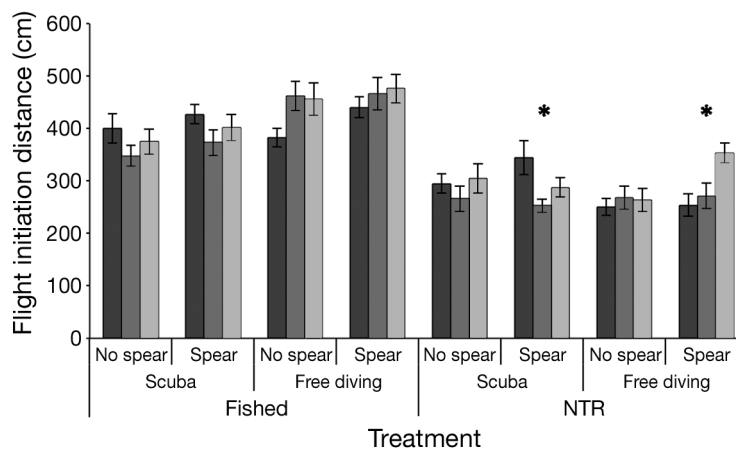 Flight initiation distance (cm)
600
500
400
300
200
100
0
*
*
No spear Spear No spear Spear No spear Spear No spear Spear
Scuba Free diving Scuba Free diving
Fished NTR
Treatment